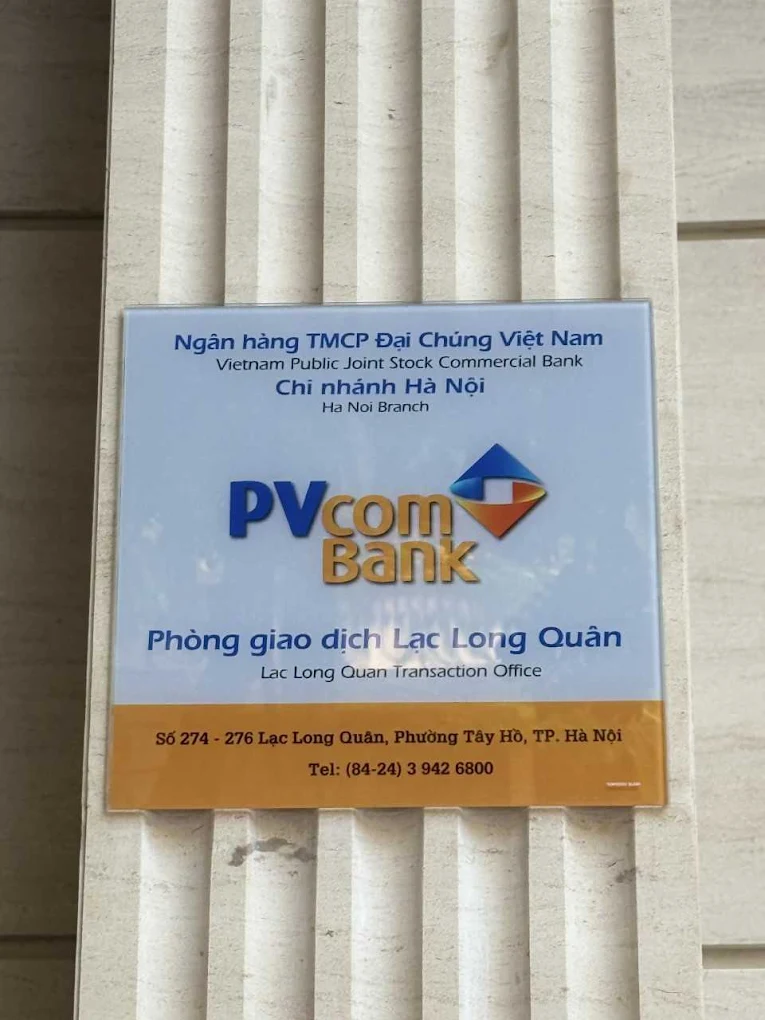 Ngân hàng TMCP Đại Chúng Việt Nam
Vietnam Public Joint Stock Commercial Bank
Chi nhánh Hà Nội
Ha Noi Branch
PVcom
Bank
Phòng giao dịch Lạc Long Quân
Lac Long Quan Transaction Office
Số 274 - 276 Lạc Long Quân, Phường Tây Hồ, TP. Hà Nội
Tel: (84-24) 3 942 6800